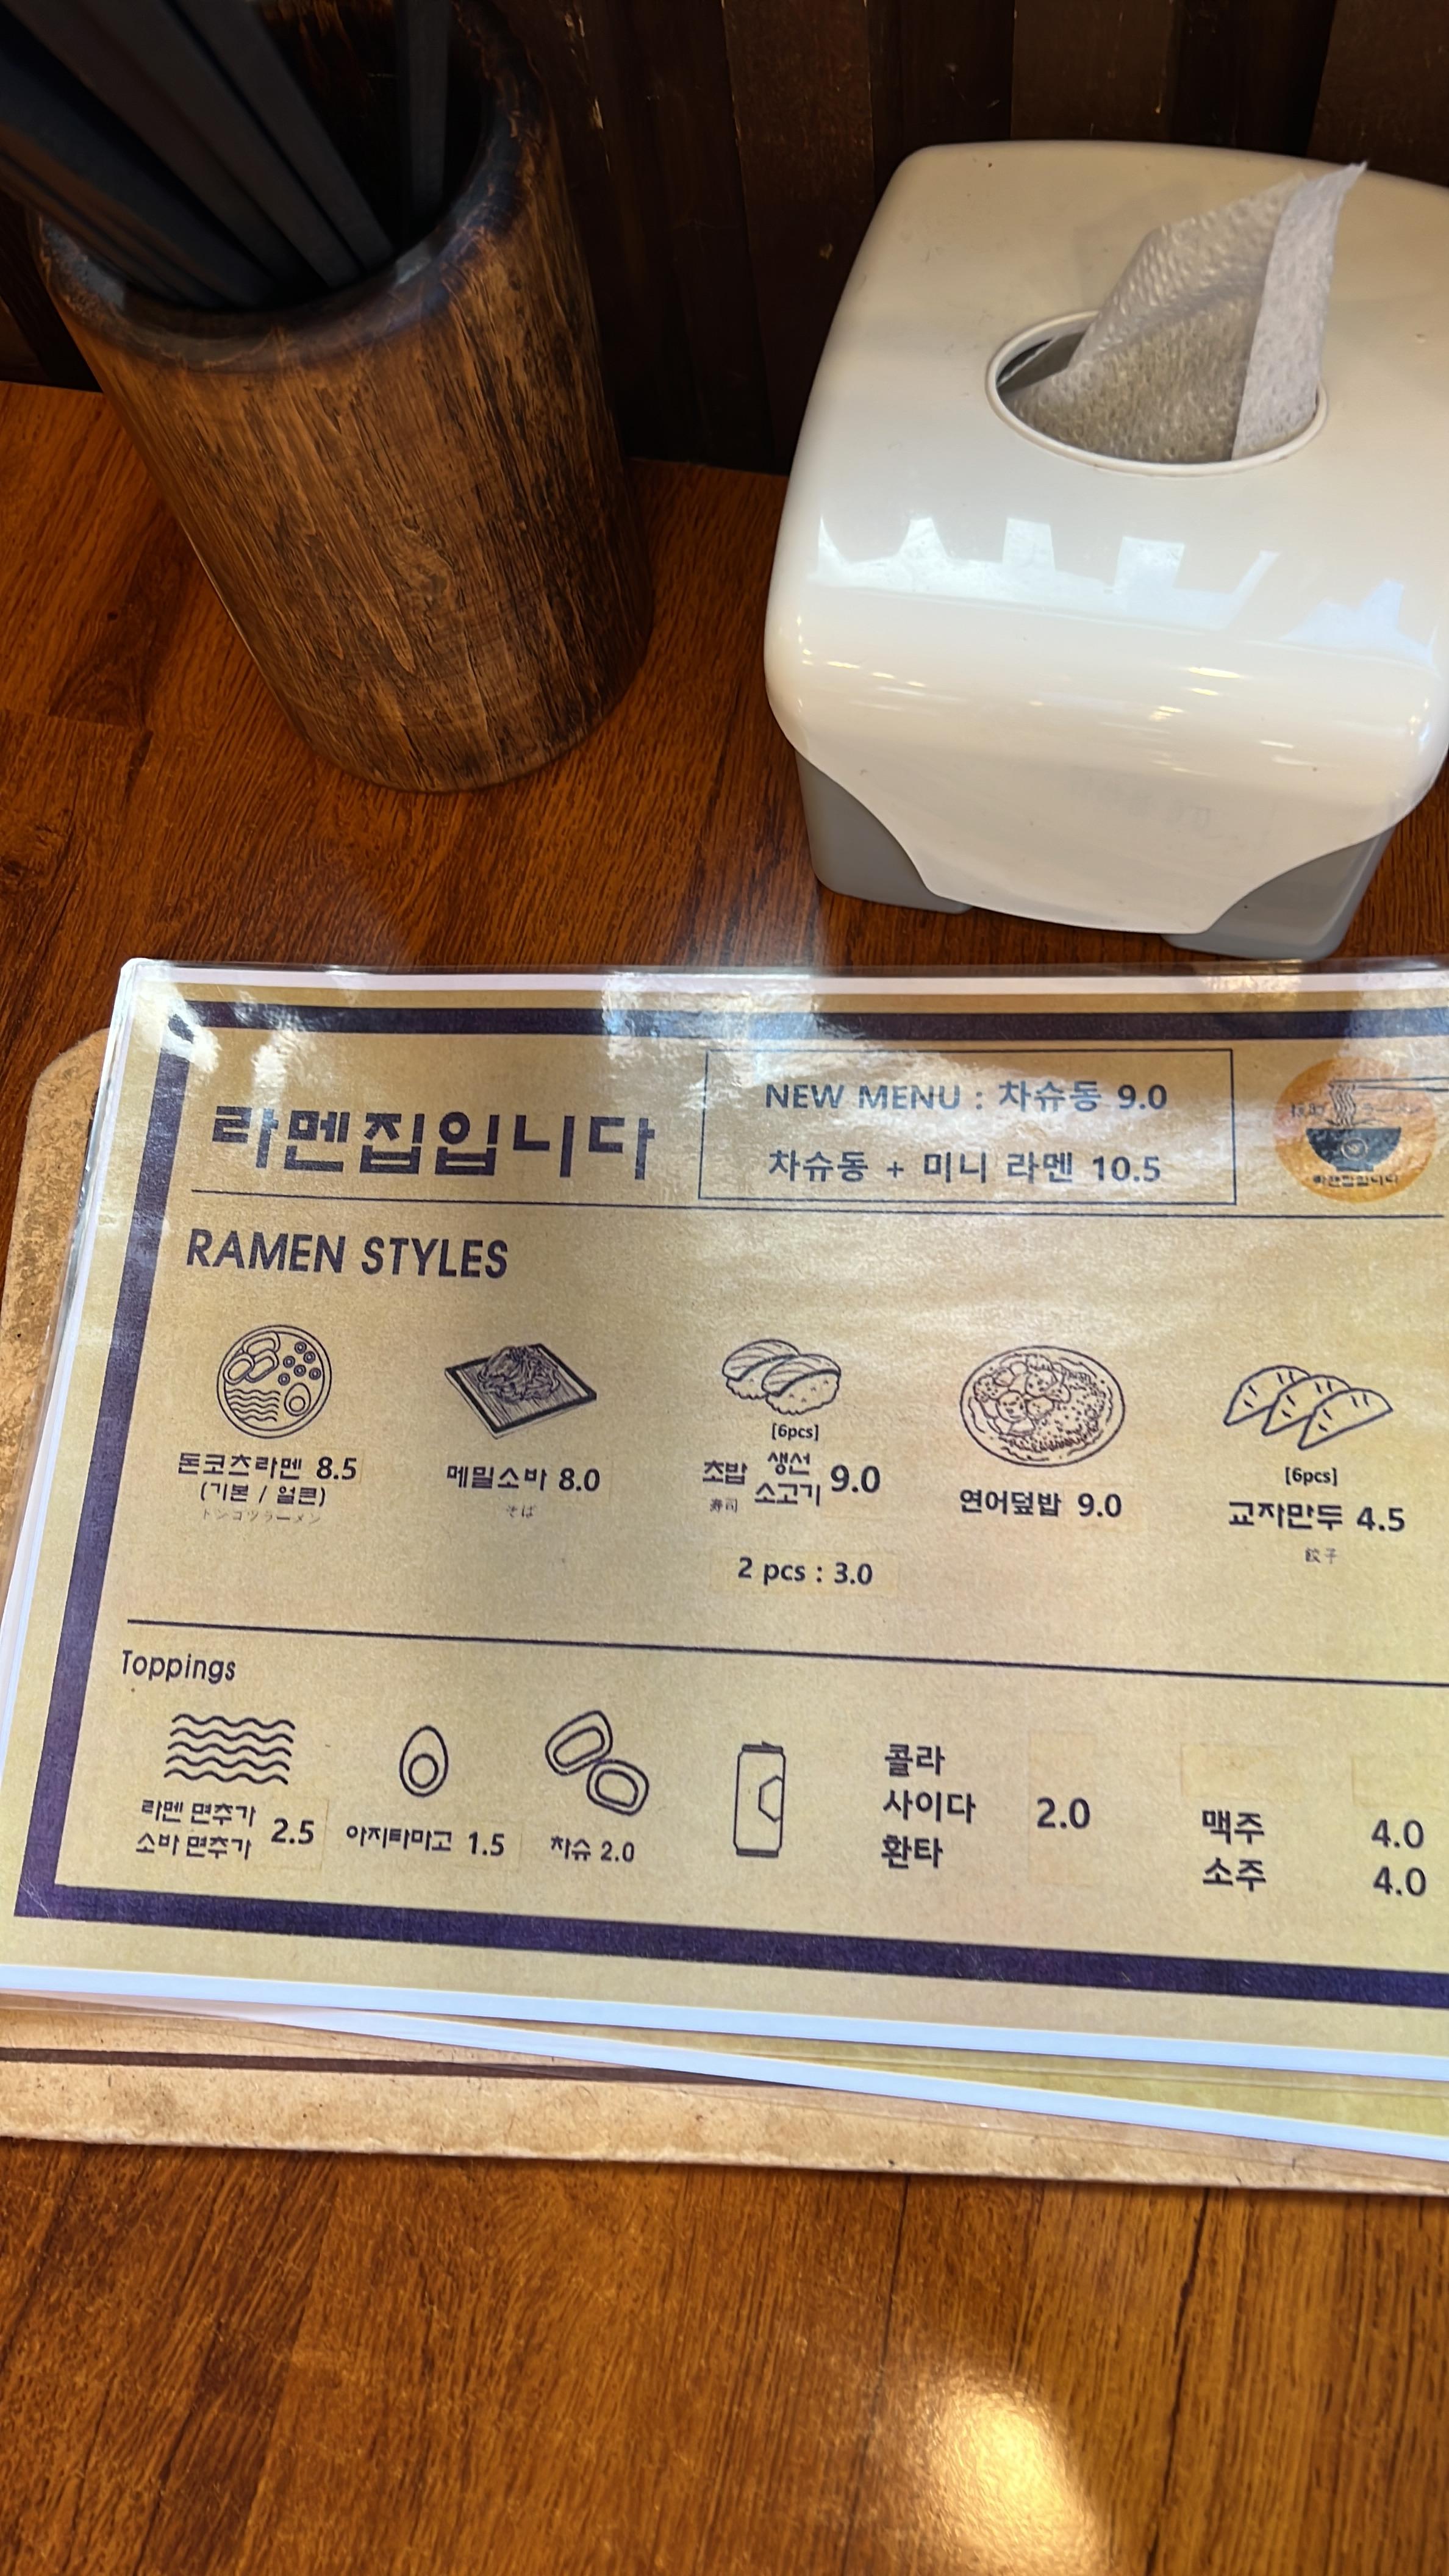 라멘집입니다
NEW MENU : 차슈동 9.0
차슈동 + 미니 라멘 10.5
라멘집입니다
RAMEN STYLES
돈코츠라멘 8.5
(기본 / 얼큰)
トンコツラーメン
메밀소바 8.0
そば
[6pcs]
초밥 생선 소고기 9.0
寿司
2 pcs : 3.0
연어덮밥 9.0
[6pcs]
교자만두 4.5
餃子
Toppings
라멘 면추가
소바 면추가 2.5
아지타마고 1.5
차슈 2.0
콜라
사이다 2.0
환타
맥주 4.0
소주 4.0